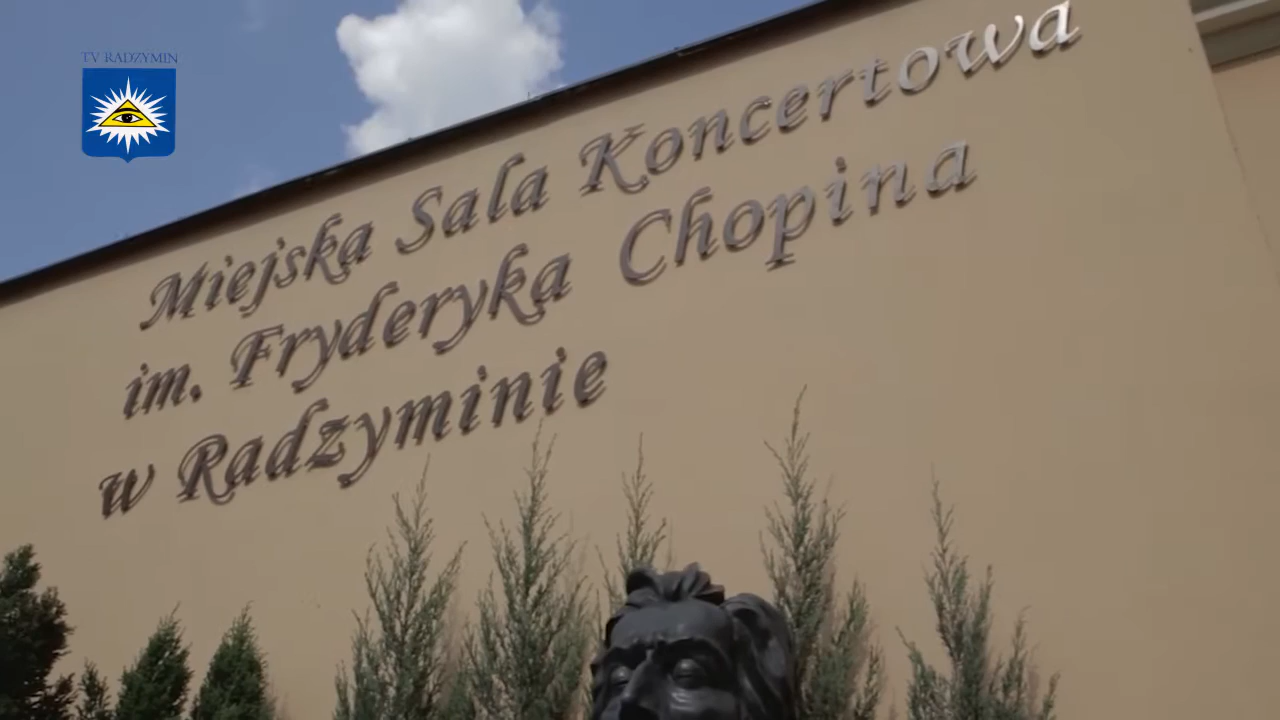 TV RADZYMIN
Miejska Sala Koncertowa
im. Fryderyka Chopina
w Radzyminie